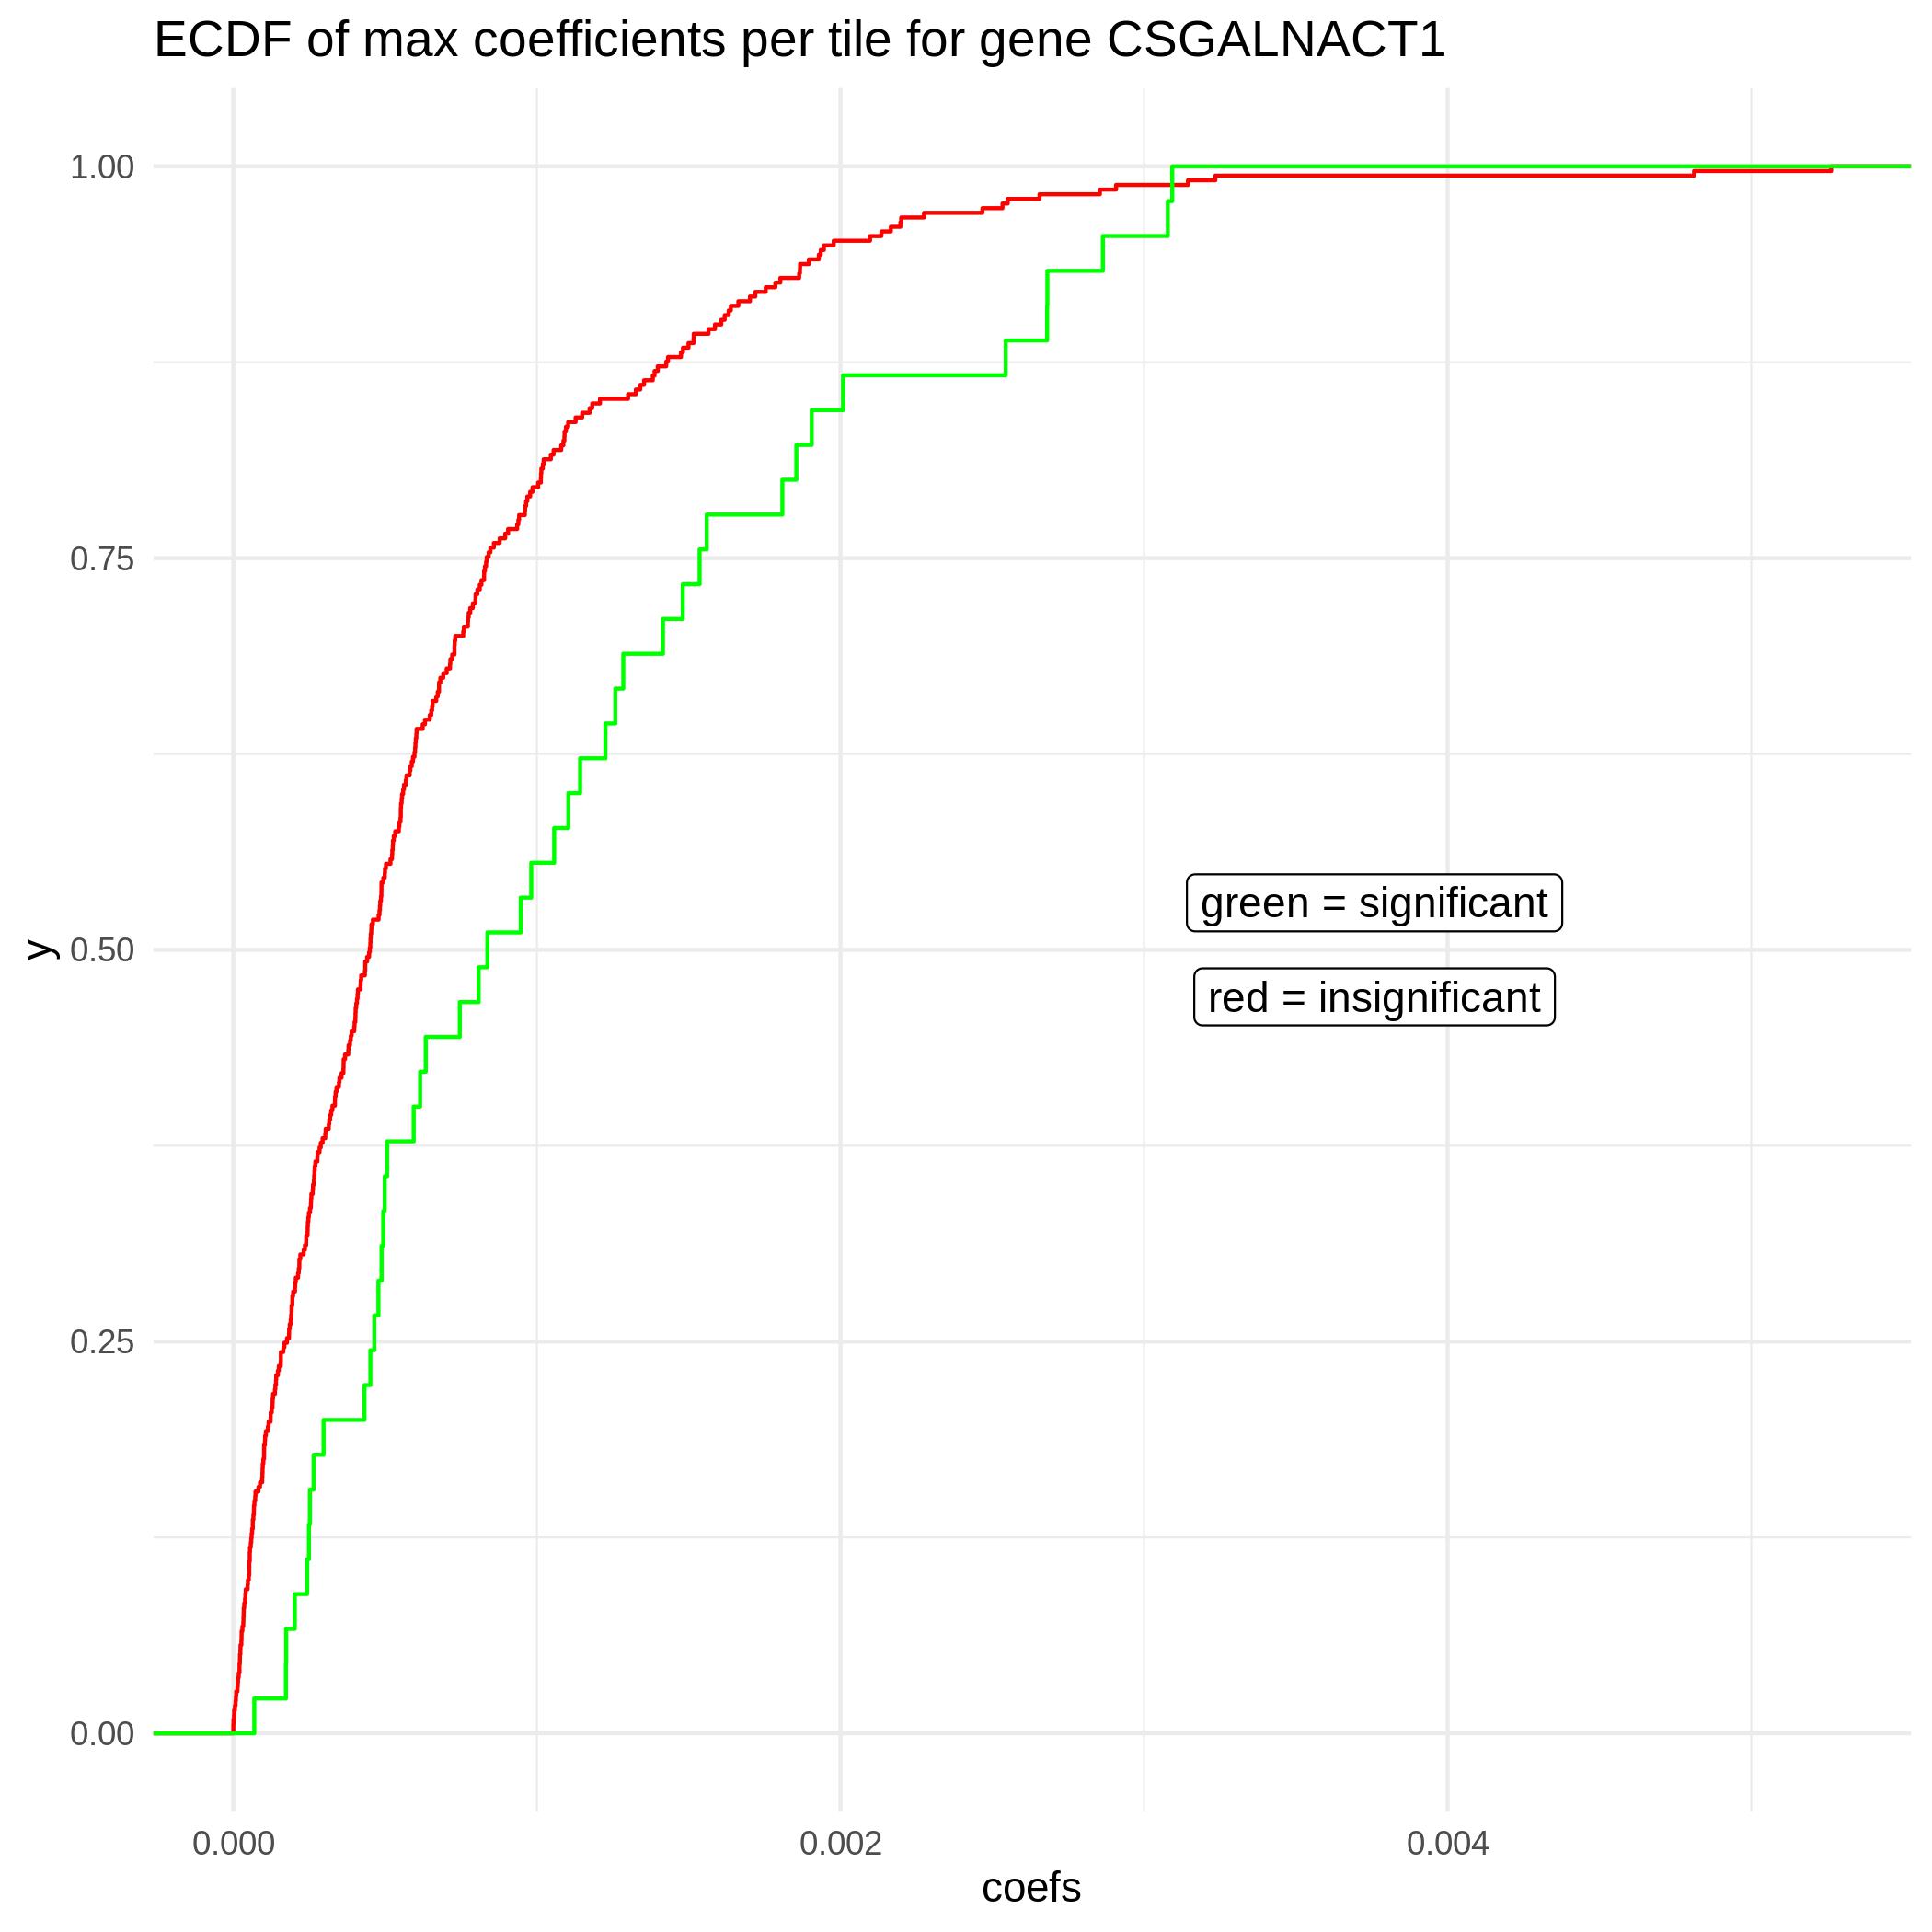 ECDF of max coefficients per tile for gene CSGALNACT1
1.00
0.75
green = significant
y
0.50
red = insignificant
0.25
0.00
0.000
0.002
0.004
coefs